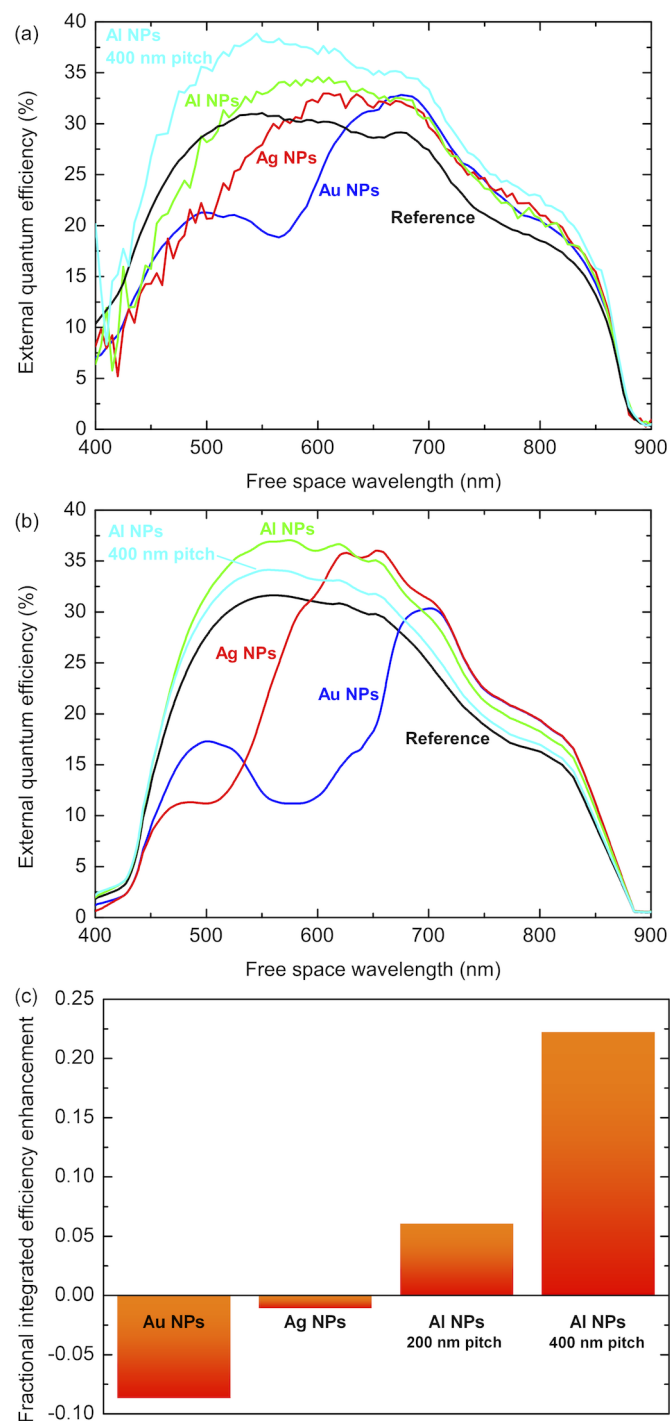 (a)
40
35
30
25
20
15
10
5
0
External quantum efficiency (%)
Al NPs
400 nm pitch
Al NPs
Ag NPs
Au NPs
Reference
400 500 600 700 800 900
Free space wavelength (nm)
(b)
40
35
30
25
20
15
10
5
0
External quantum efficiency (%)
Al NPs
400 nm pitch
Al NPs
Ag NPs
Au NPs
Reference
400 500 600 700 800 900
Free space wavelength (nm)
(c)
0.25
0.20
0.15
0.10
0.05
0.00
-0.05
-0.10
Fractional integrated efficiency enhancement
Au NPs
Ag NPs
Al NPs
200 nm pitch
Al NPs
400 nm pitch